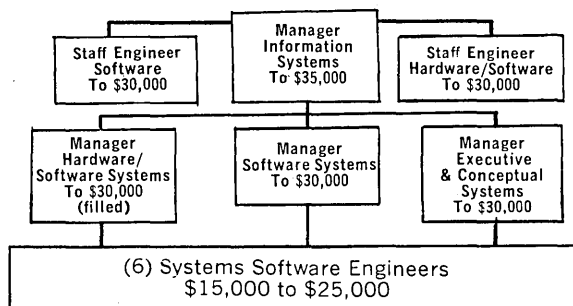 Staff Engineer
Software
To $30,000
Manager
Information
Systems
To $35,000
Staff Engineer
Hardware/Software
To $30,000
Manager
Hardware/
Software Systems
To $30,000
(filled)
Manager
Software Systems
To $30,000
Manager
Executive
& Conceptual
Systems
To $30,000
(6) Systems Software Engineers
$15,000 to $25,000